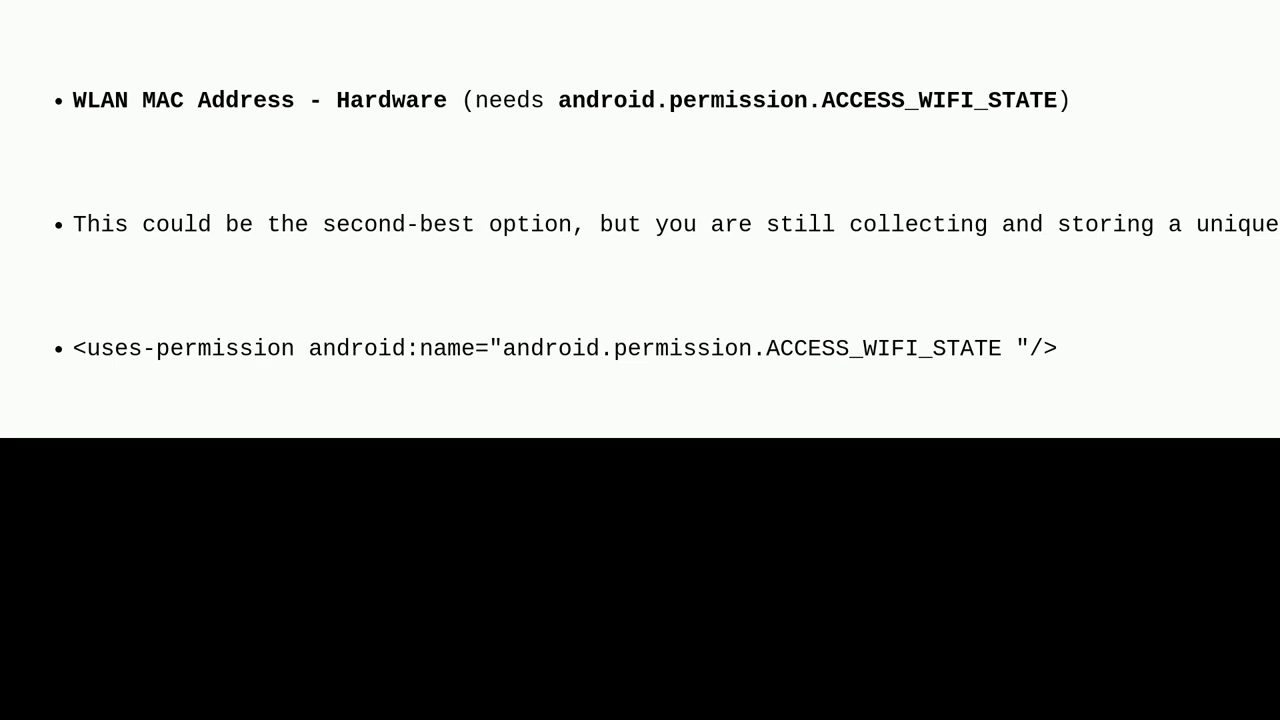 • WLAN MAC Address - Hardware (needs android.permission.ACCESS_WIFI_STATE)
• This could be the second-best option, but you are still collecting and storing a unique
• <uses-permission android:name="android.permission.ACCESS_WIFI_STATE "/>